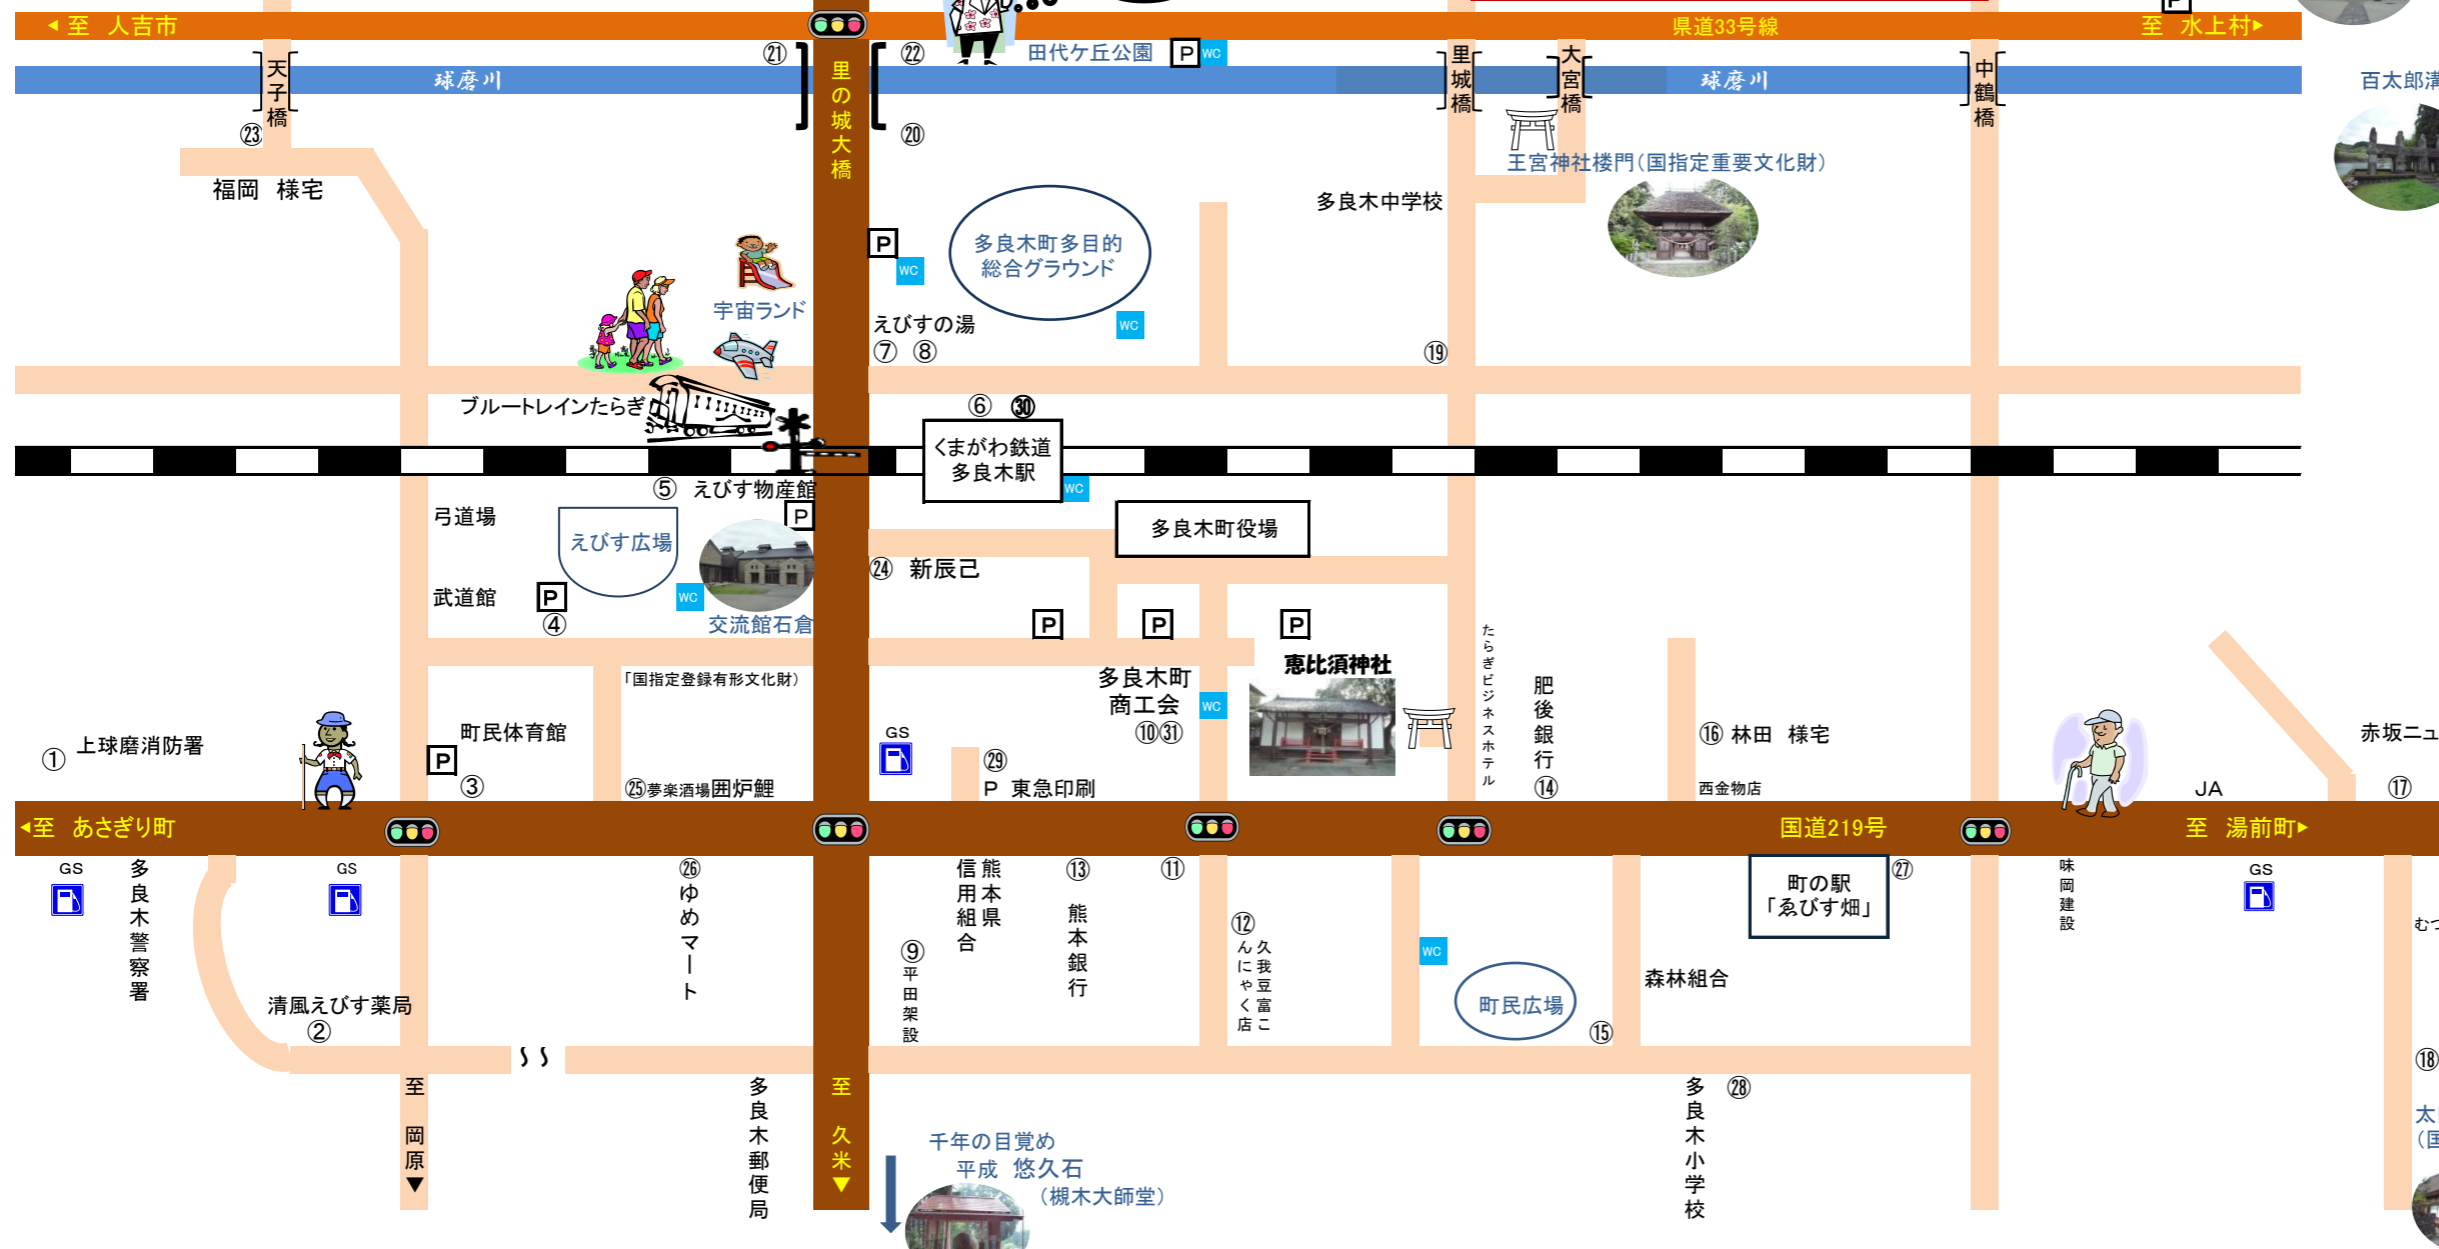 ◀ 至 人吉市
県道33号線
至 水上村▶
P
天子橋
球磨川
㉑
里の城大橋
㉒
田代ケ丘公園
P
WC
里城橋
大宮橋
球磨川
中鶴橋
百太郎溝
㉓
⑳
福岡 様宅
王宮神社楼門(国指定重要文化財)
多良木中学校
P
WC
多良木町多目的
総合グラウンド
WC
宇宙ランド
えびすの湯
⑦ ⑧
⑲
ブルートレインたらぎ
⑥ ㉚
くまがわ鉄道
多良木駅
WC
⑤ えびす物産館
P
弓道場
えびす広場
多良木町役場
㉔ 新辰己
武道館
P
④
WC
交流館石倉
「国指定登録有形文化財)
P
P
P
恵比須神社
多良木町
商工会
⑩㉛
WC
たらぎビジネスホテル
肥後銀行
⑭
⑯ 林田 様宅
西金物店
赤坂ニュ
① 上球磨消防署
町民体育館
P
③
㉕夢楽酒場囲炉鯉
GS
㉙
P 東急印刷
JA
⑰
◀至 あさぎり町
国道219号
至 湯前町▶
GS
多良木警察署
GS
㉖
ゆめマート
熊本県
信用組合
⑬
熊本銀行
⑪
⑨
平田架設
⑫
久我豆富こ
んにゃく店
WC
町民広場
⑮
森林組合
町の駅
「ゑびす畑」
㉗
味岡建設
GS
むつ
清風えびす薬局
②
至 岡原▼
多良木郵便局
至 久米▼
千年の目覚め
平成 悠久石
(槻木大師堂)
多良木小学校
㉘
⑱
太
(国